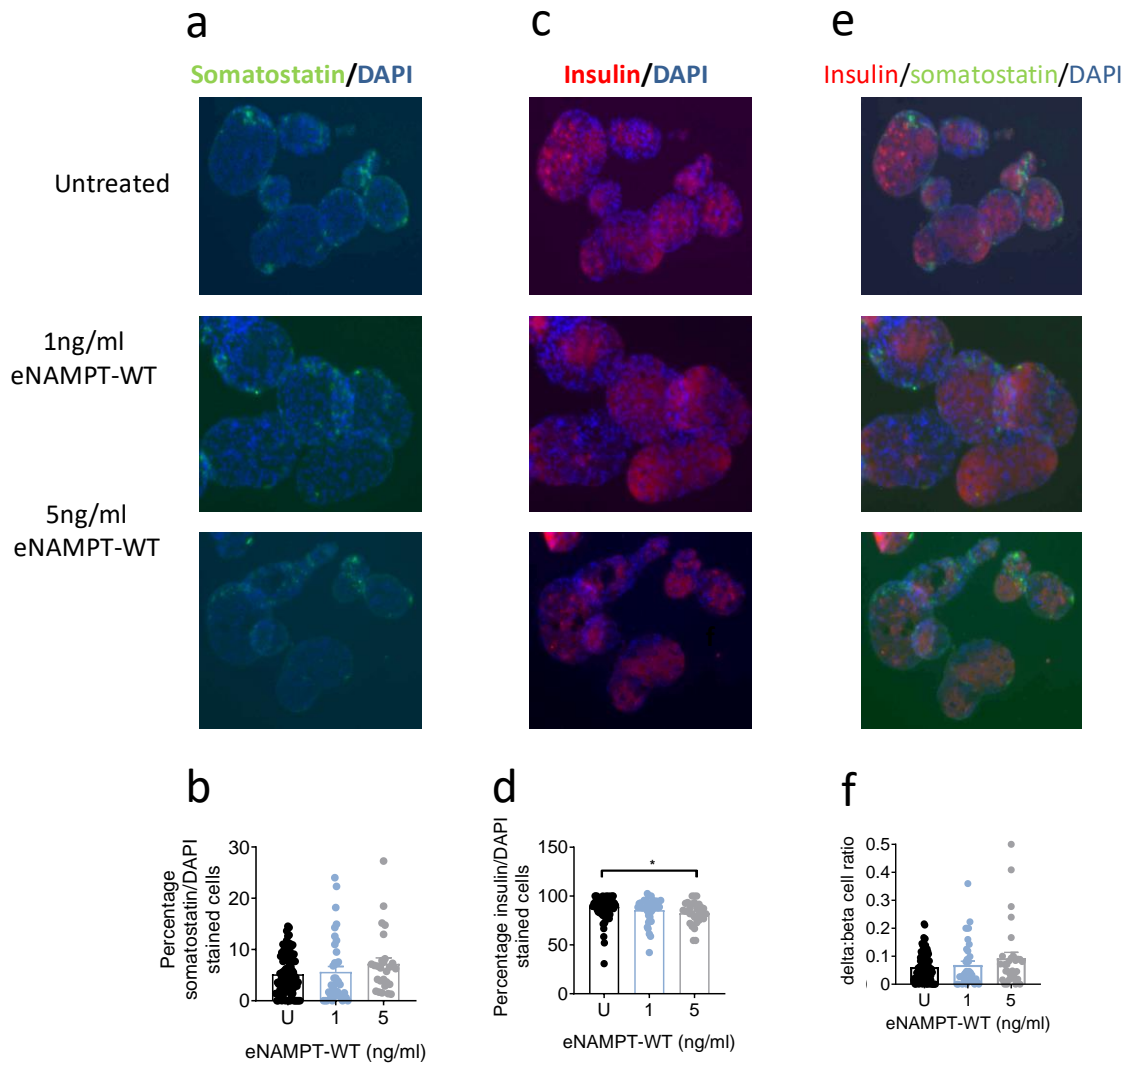 a
c
e
Somatostatin/DAPI
Insulin/DAPI
Insulin/somatostatin/DAPI
Untreated
1ng/ml
eNAMPT-WT
5ng/ml
eNAMPT-WT
b
d
f
Percentage
somatostatin/DAPI
stained cells
30
20
10
0
U
1
5
eNAMPT-WT (ng/ml)
Percentage insulin/DAPI
stained cells
150
100
50
0
*
U
1
5
eNAMPT-WT (ng/ml)
delta:beta cell ratio
0.5
0.4
0.3
0.2
0.1
0
U
1
5
eNAMPT-WT (ng/ml)